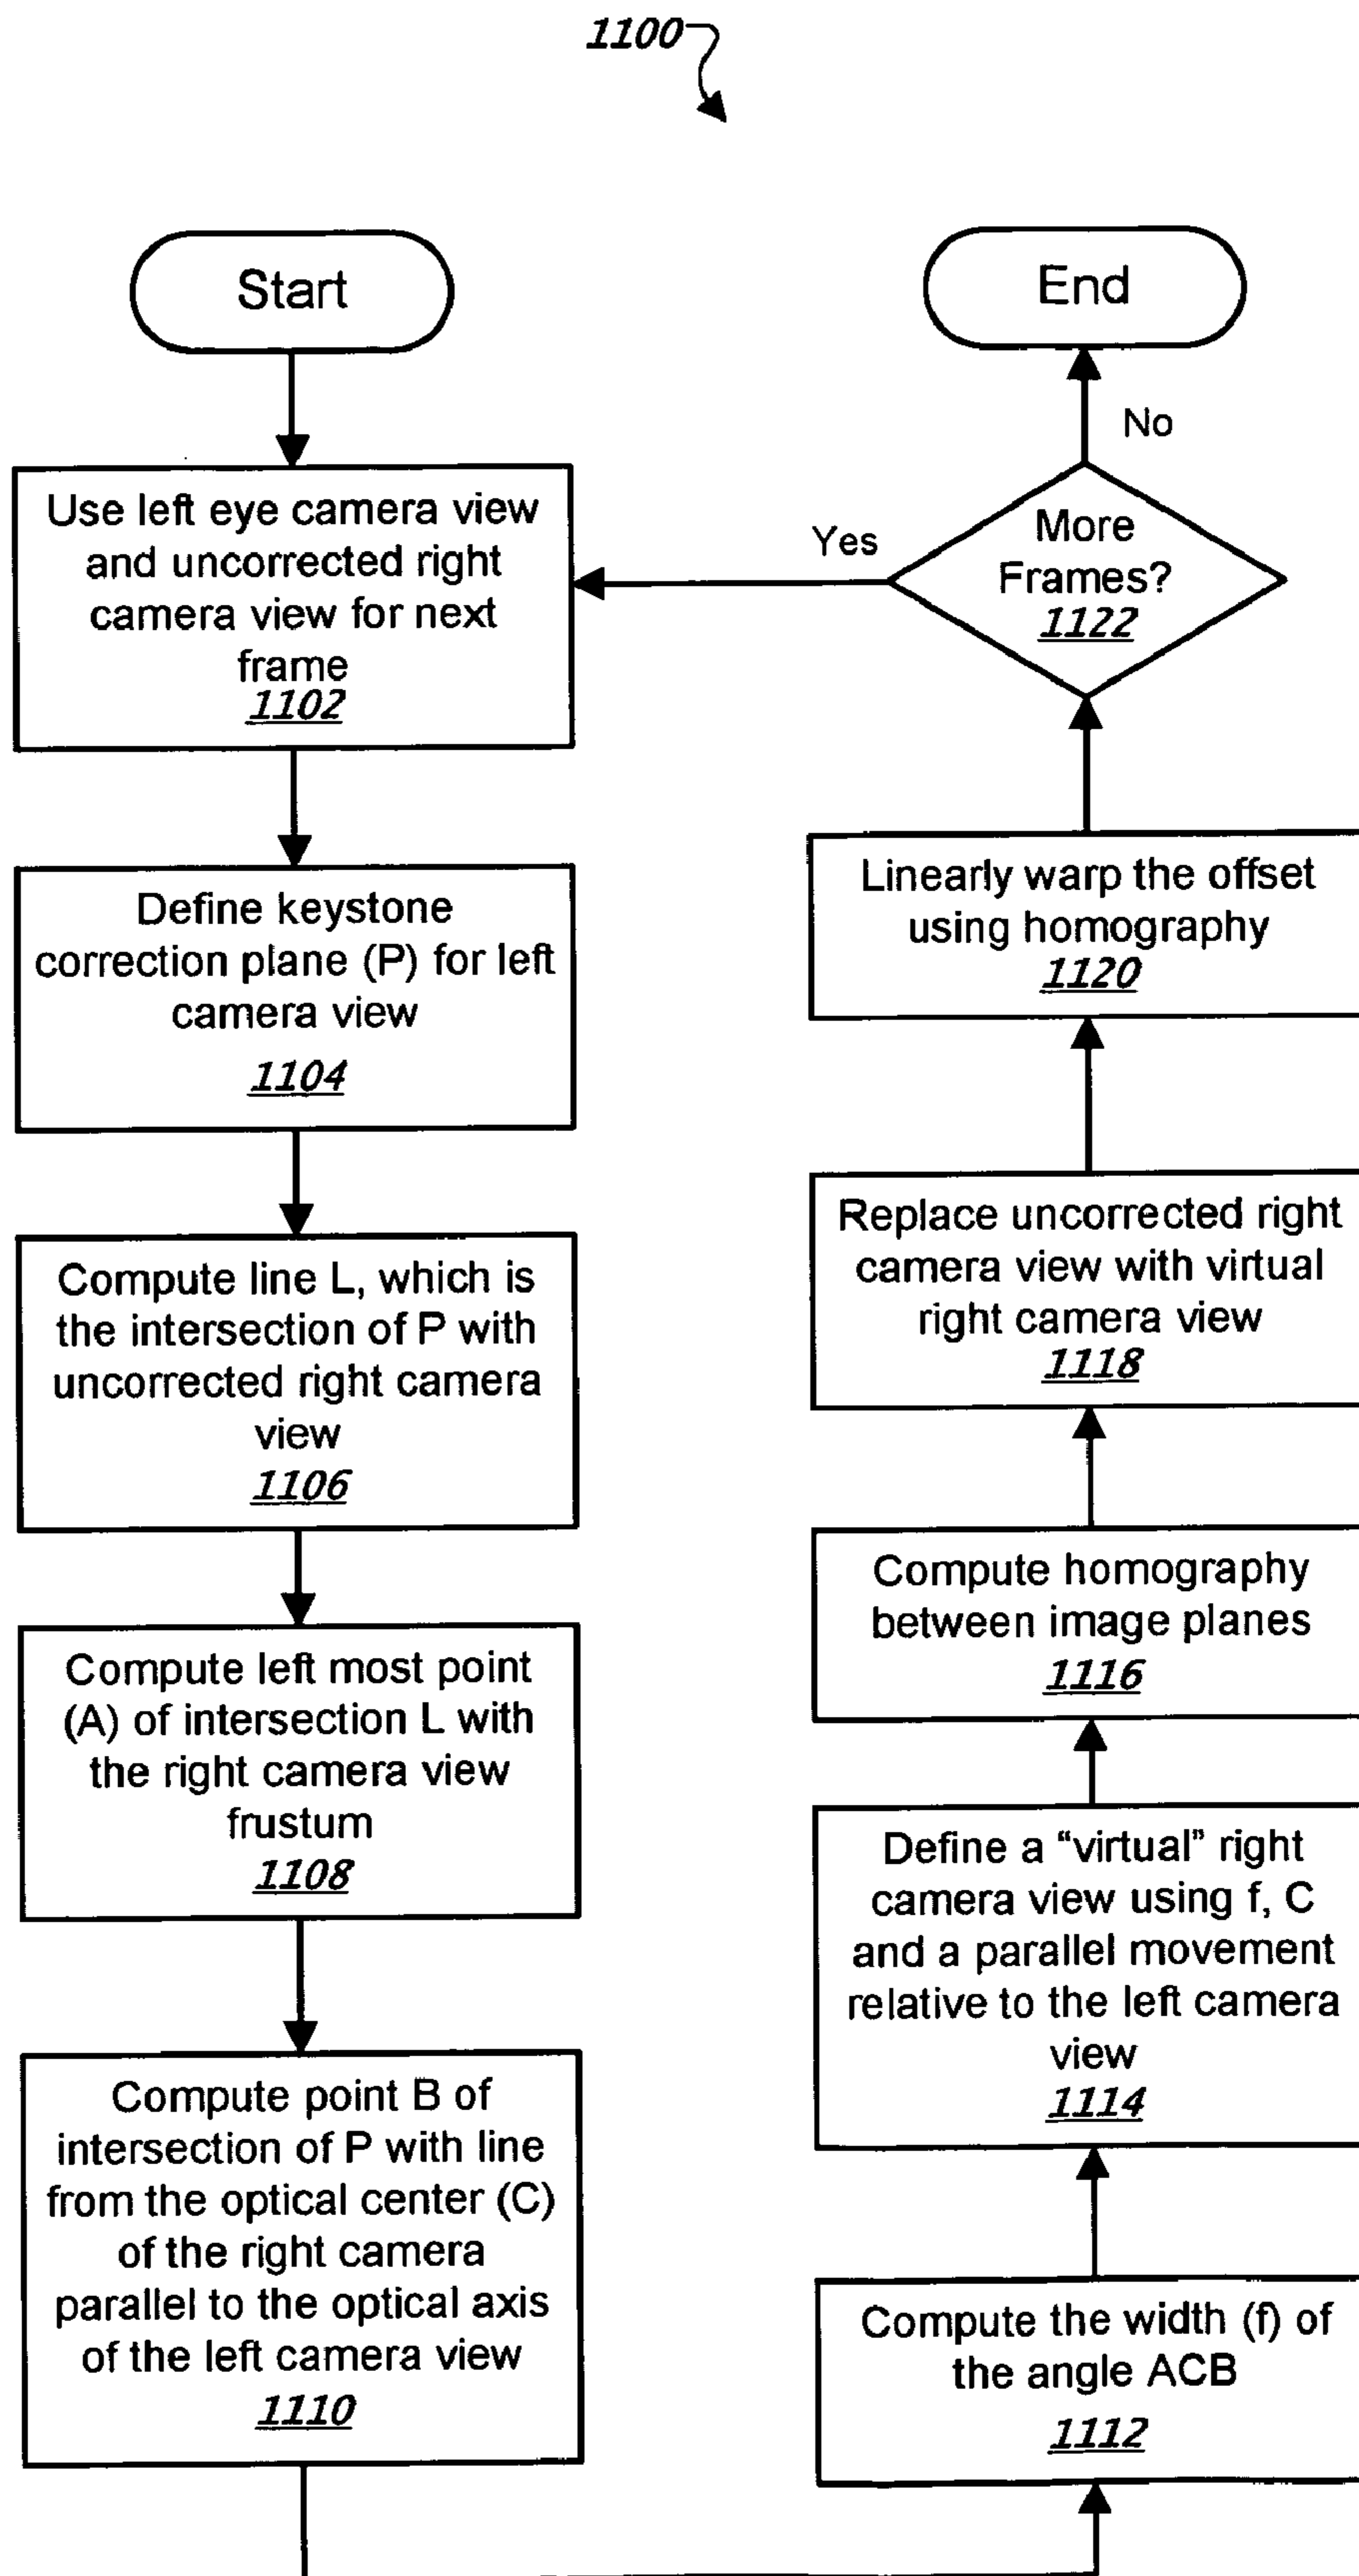 1100
Start
Use left eye camera view
and uncorrected right
camera view for next
frame
1102
Define keystone
correction plane (P) for left
camera view
1104
Compute line L, which is
the intersection of P with
uncorrected right camera
view
1106
Compute left most point
(A) of intersection L with
the right camera view
frustum
1108
Compute point B of
intersection of P with line
from the optical center (C)
of the right camera
parallel to the optical axis
of the left camera view
1110
Compute the width (f) of
the angle ACB
1112
Define a “virtual” right
camera view using f, C
and a parallel movement
relative to the left camera
view
1114
Compute homography
between image planes
1116
Replace uncorrected right
camera view with virtual
right camera view
1118
Linearly warp the offset
using homography
1120
More
Frames?
1122
Yes
No
End